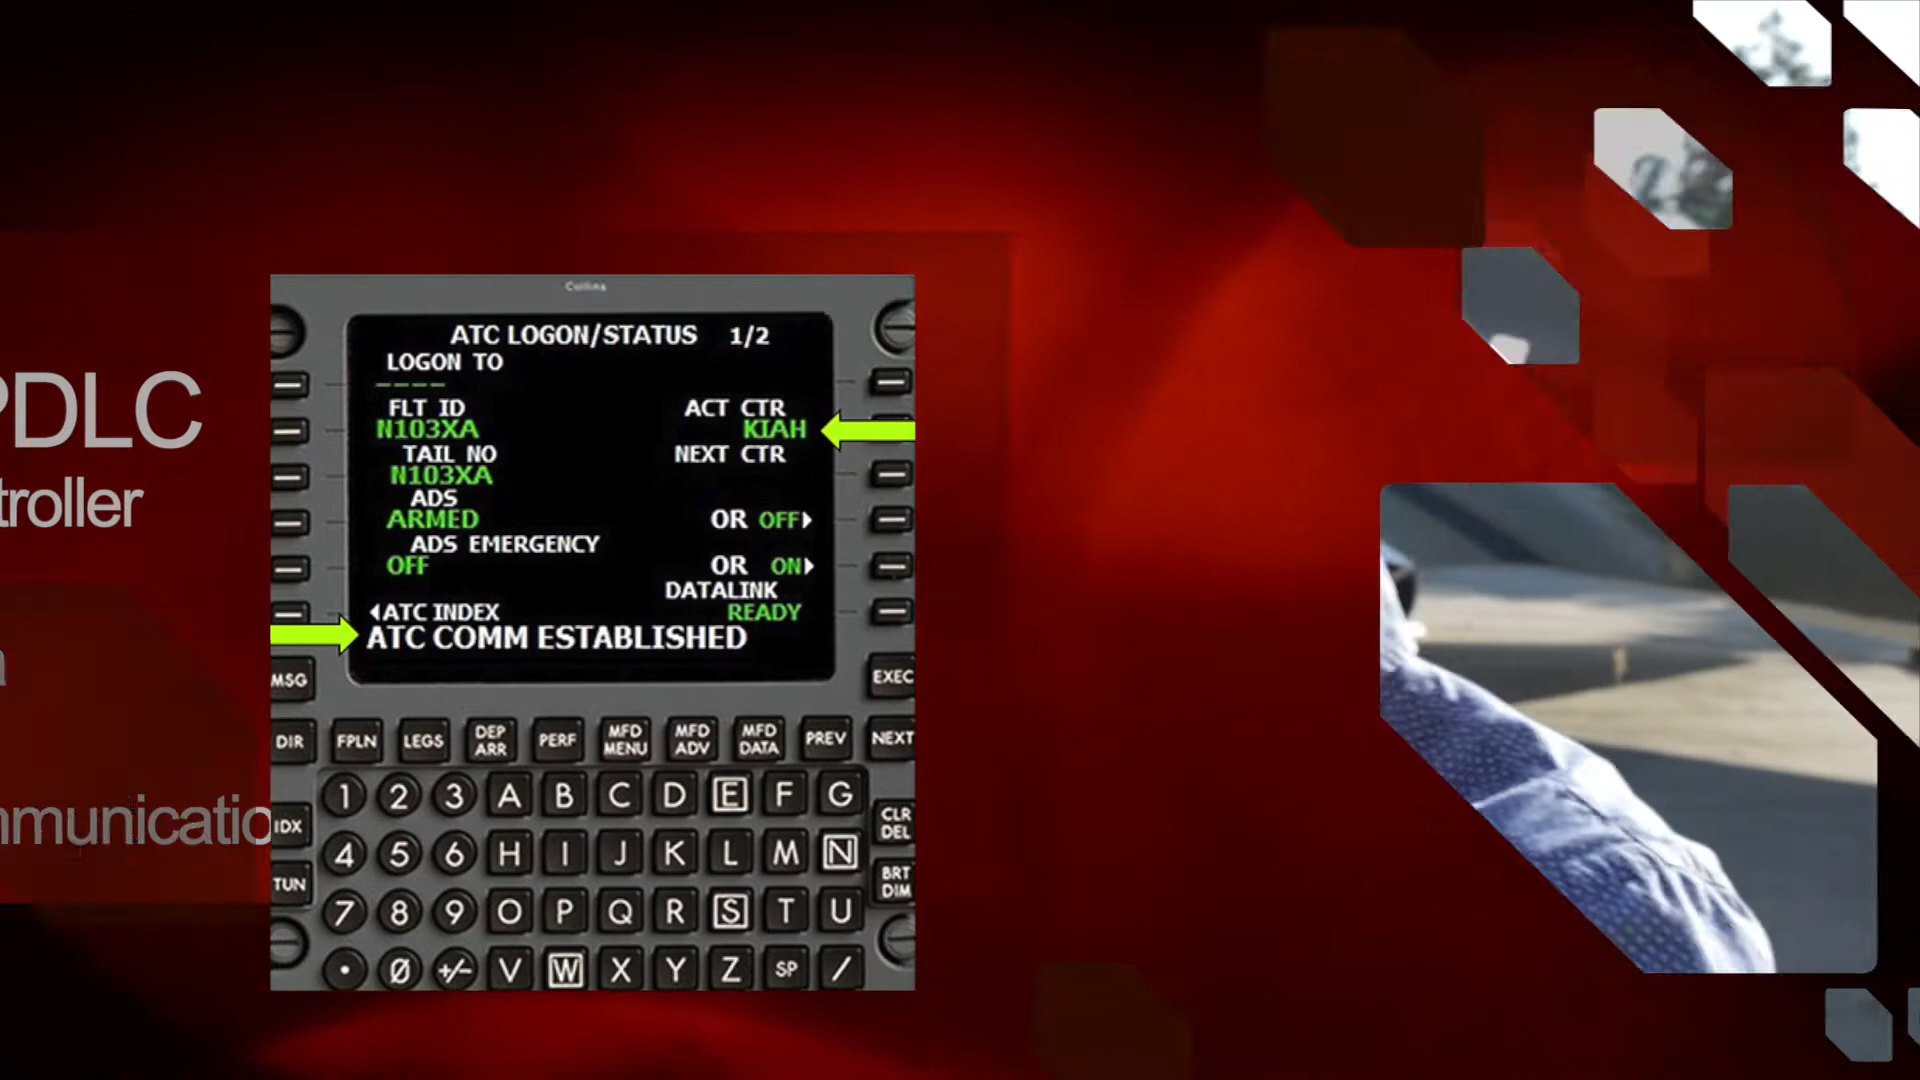 PDLC
troller
mmunicatio
Collins
ATC LOGON/STATUS 1/2
LOGON TO
----
FLT ID ACT CTR
N103XA KIAH
TAIL NO NEXT CTR
N103XA
ADS
ARMED OR OFF
ADS EMERGENCY
OFF OR ON
DATALINK
ATC INDEX READY
ATC COMM ESTABLISHED
MSG EXEC
DIR FPLN LEGS DEP ARR PERF MFD MENU MFD ADV MFD DATA PREV NEXT
1 2 3 A B C D E F G
IDX CLR DEL
4 5 6 H I J K L M N
TUN BRT DIM
7 8 9 O P Q R S T U
. 0 +/- V W X Y Z SP /